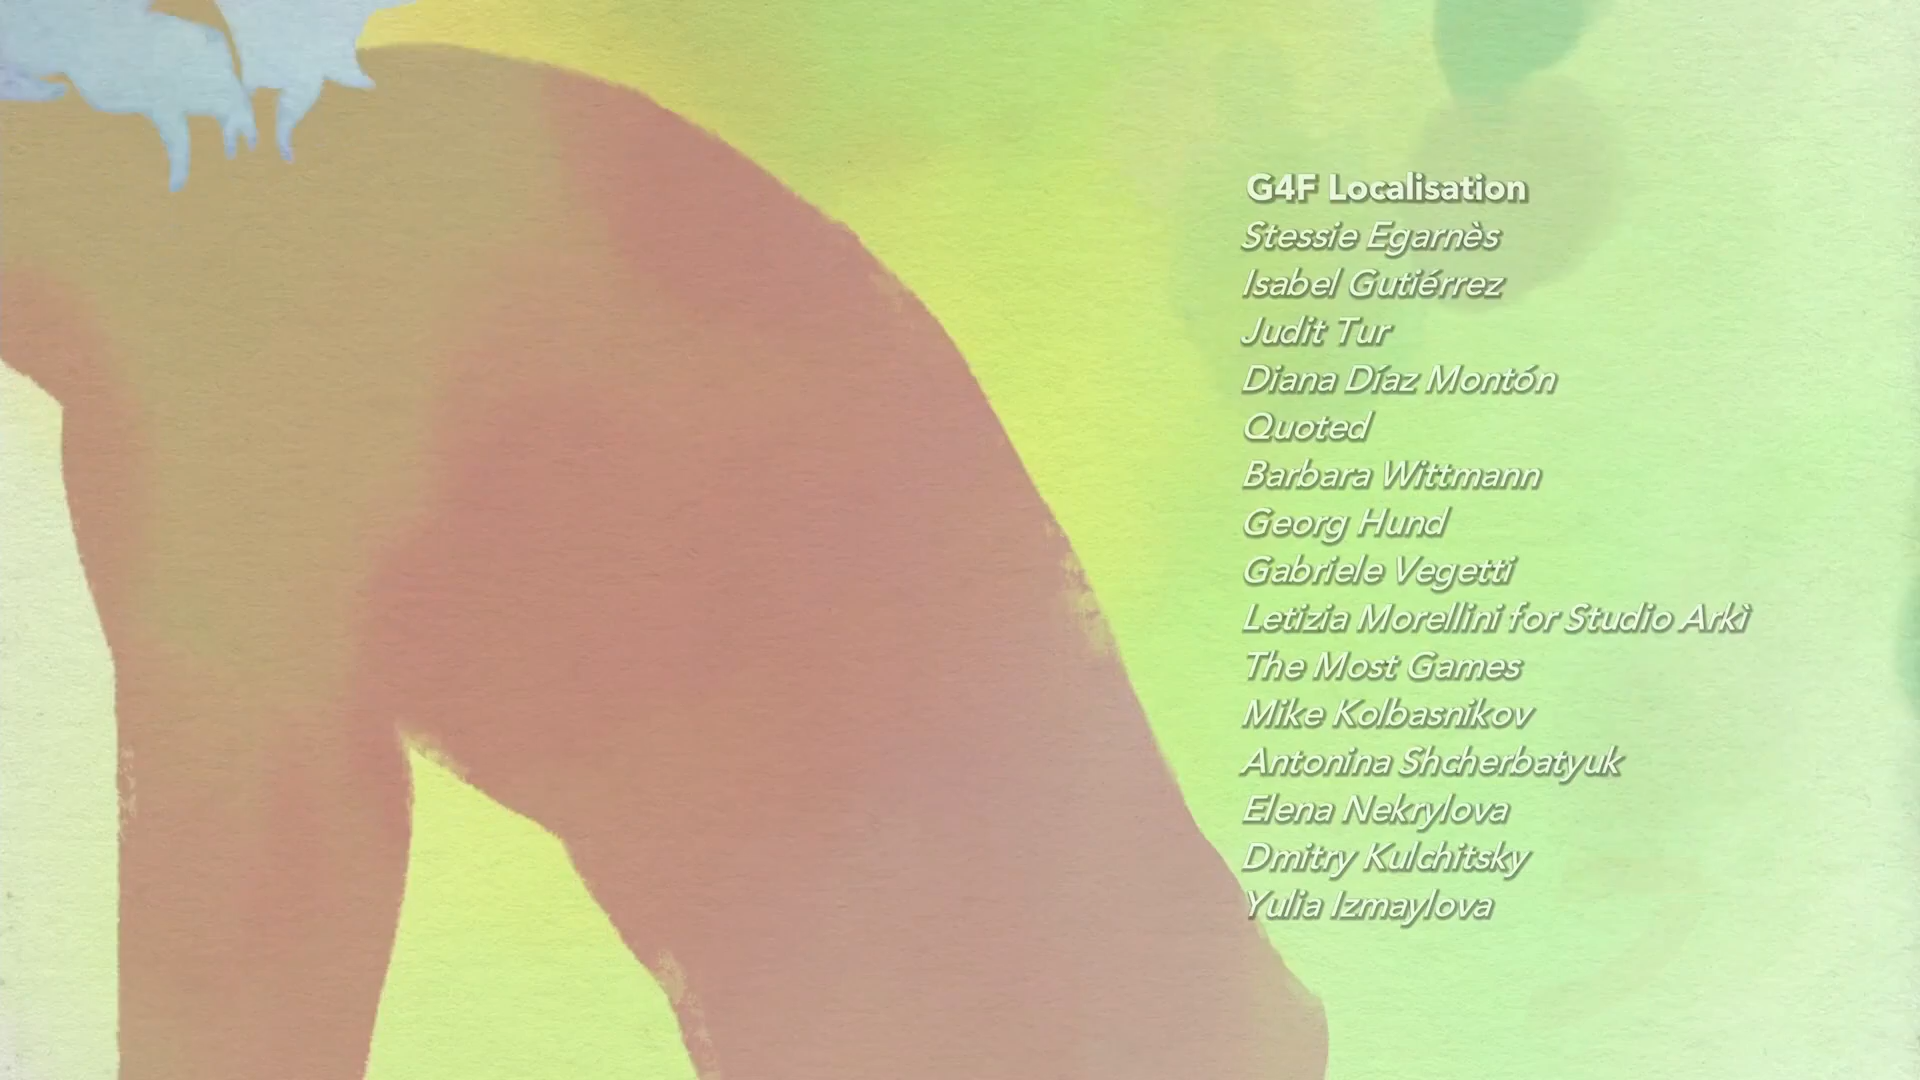 G4F Localisation
Stessie Egarnès
Isabel Gutiérrez
Judit Tur
Diana Díaz Montón
Quoted
Barbara Wittmann
Georg Hund
Gabriele Vegetti
Letizia Morellini for Studio Arkì
The Most Games
Mike Kolbasnikov
Antonina Shcherbatyuk
Elena Nekrylova
Dmitry Kulchitsky
Yulia Izmaylova